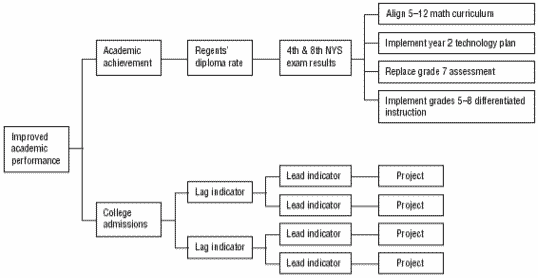 Align 5–12 math curriculum
Academic
achievement
Regents'
diploma rate
4th & 8th NYS
exam results
Implement year 2 technology plan
Replace grade 7 assessment
Implement grades 5–8 differentiated
instruction
Improved
academic
performance
College
admissions
Lag indicator
Lead indicator
Project
Lead indicator
Project
Lag indicator
Lead indicator
Project
Lead indicator
Project